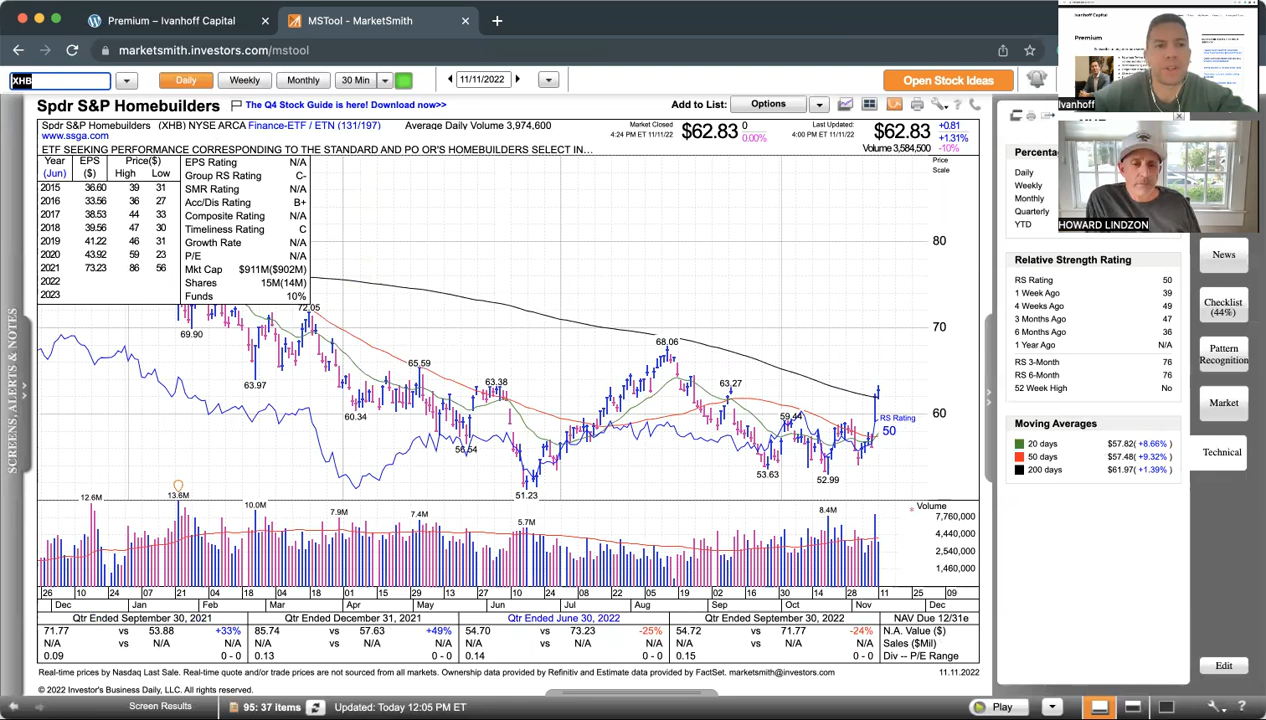 Premium – Ivanhoff Capital
MSTool - MarketSmith
marketsmith.investors.com/mstool
XHB
Daily
Weekly
Monthly
30 Min
11/11/2022
Open Stock Ideas
Spdr S&P Homebuilders
The Q4 Stock Guide is here! Download now>>
Add to List:
Options
Spdr S&P Homebuilders (XHB) NYSE ARCA Finance-ETF / ETN (131/197) Average Daily Volume 3,974,600
www.ssga.com
Market Closed
4:24 PM ET 11/11/22
$62.83
0
0.00%
Last Updated:
4:00 PM ET 11/11/22
$62.83
+0.81
+1.31%
Volume 3,584,500
-10%
ETF SEEKING PERFORMANCE CORRESPONDING TO THE STANDARD AND PO OR'S HOMEBUILDERS SELECT IN…
Year EPS Price($)
(Jun) ($) High Low
2015 36.60 39 31
2016 33.56 36 27
2017 38.53 44 33
2018 39.56 47 30
2019 41.22 46 31
2020 43.92 59 23
2021 73.23 86 56
2022
2023
EPS Rating N/A
Group RS Rating C-
SMR Rating N/A
Acc/Dis Rating B+
Composite Rating N/A
Timeliness Rating C
Growth Rate N/A
P/E N/A
Mkt Cap $911M($902M)
Shares 15M(14M)
Funds 10%
Price
Scale
80
70
60
69.90
72.05
63.97
60.34
65.59
56.54
63.38
51.23
68.06
63.27
53.63
59.44
52.99
RS Rating
50
12.6M
13.6M
10.0M
7.9M
7.4M
5.7M
8.4M
Volume
7,760,000
4,440,000
2,540,000
1,460,000
26 10 24 07 21 04 18 04 18 01 14 29 13 27 10 24 08 22 05 19 02 16 30 14 28 11 25 09
Dec Jan Feb Mar Apr May Jun Jul Aug Sep Oct Nov Dec
Qtr Ended September 30, 2021
71.77 vs 53.88 +33%
N/A vs N/A N/A
0.09 0 - 0
Qtr Ended December 31, 2021
85.74 vs 57.63 +49%
N/A vs N/A N/A
0.13 0 - 0
Qtr Ended June 30, 2022
54.70 vs 73.23 -25%
N/A vs N/A N/A
0.14 0 - 0
Qtr Ended September 30, 2022
54.72 vs 71.77 -24%
N/A vs N/A N/A
0.15 0 - 0
NAV Due 12/31e
N.A. Value ($)
Sales ($Mil)
Div -- P/E Range
Real-time prices by Nasdaq Last Sale. Real-time quote and/or trade prices are not sourced from all markets. Ownership data provided by Refinitiv and Estimate data provided by FactSet. marketsmith@investors.com
11.11.2022
© 2022 Investor's Business Daily, LLC. All rights reserved.
SCREENS, ALERTS & NOTES
Screen Results
95: 37 items
Updated: Today 12:05 PM ET
Play
Ivanhoff Capital
Premium
Ivanhoff
HOWARD LINDZON
Percenta
Daily
Weekly
Monthly
Quarterly
YTD
Relative Strength Rating
RS Rating 50
1 Week Ago 39
4 Weeks Ago 49
3 Months Ago 47
6 Months Ago 36
1 Year Ago N/A
RS 3-Month 76
RS 6-Month 76
52 Week High No
Moving Averages
20 days $57.82( +8.66% )
50 days $57.48( +9.32% )
200 days $61.97( +1.39% )
News
Checklist
(44%)
Pattern
Recognition
Market
Technical
Edit